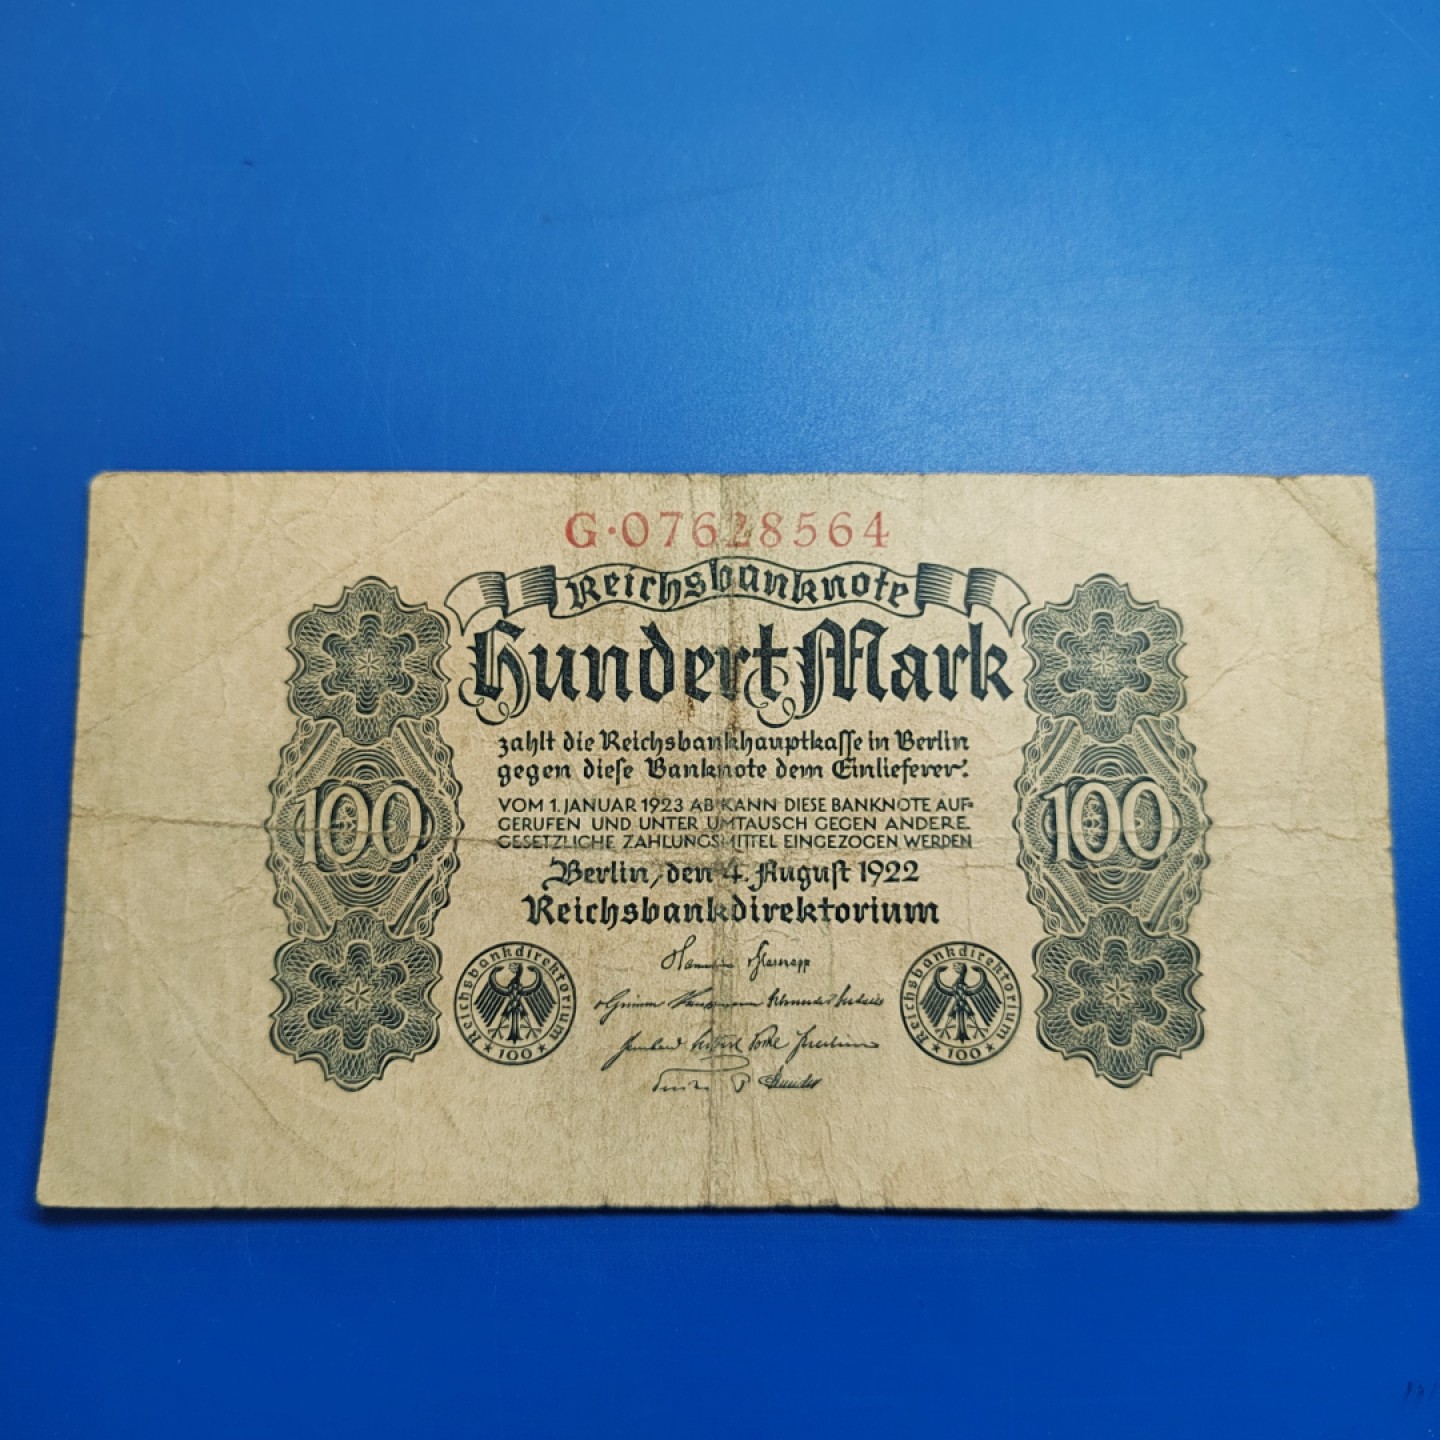 G·07628564
Reichsbanknote
Hundert Mark
zahlt die Reichsbankhauptkasse in Berlin
gegen diese Banknote dem Einlieferer.
VOM 1. JANUAR 1923 AB KANN DIESE BANKNOTE AUF-
GERUFEN UND UNTER UMTAUSCH GEGEN ANDERE
GESETZLICHE ZAHLUNGSMITTEL EINGEZOGEN WERDEN
100
100
Berlin, den 4. August 1922
Reichsbankdirektorium
Reichsbankdirektorium
★ 100 ★
Reichsbankdirektorium
★ 100 ★